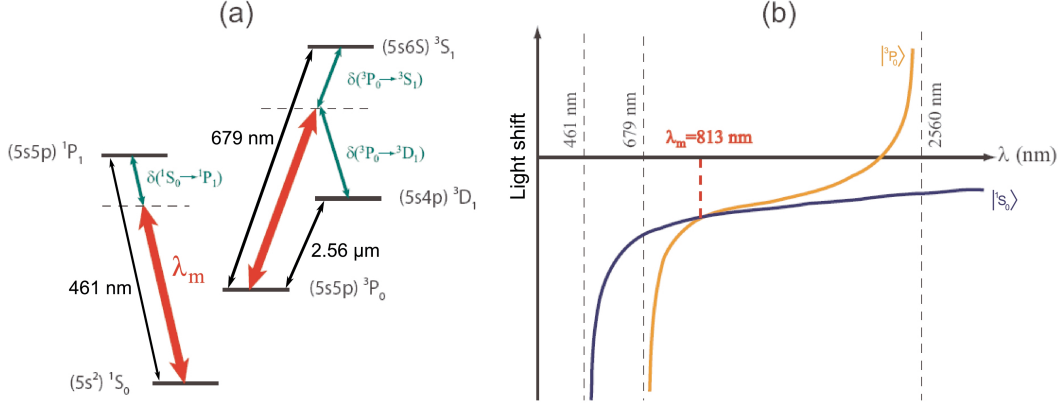 (a)
(5s6S) ³S₁
δ(³P₀→³S₁)
679 nm
(5s5p) ¹P₁
δ(¹S₀→¹P₁)
δ(³P₀→³D₁)
(5s4p) ³D₁
λₘ
2.56 µm
461 nm
(5s5p) ³P₀
(5s²) ¹S₀
(b)
|³P₀⟩
461 nm
679 nm
2560 nm
λₘ=813 nm
Light shift
λ (nm)
|¹S₀⟩